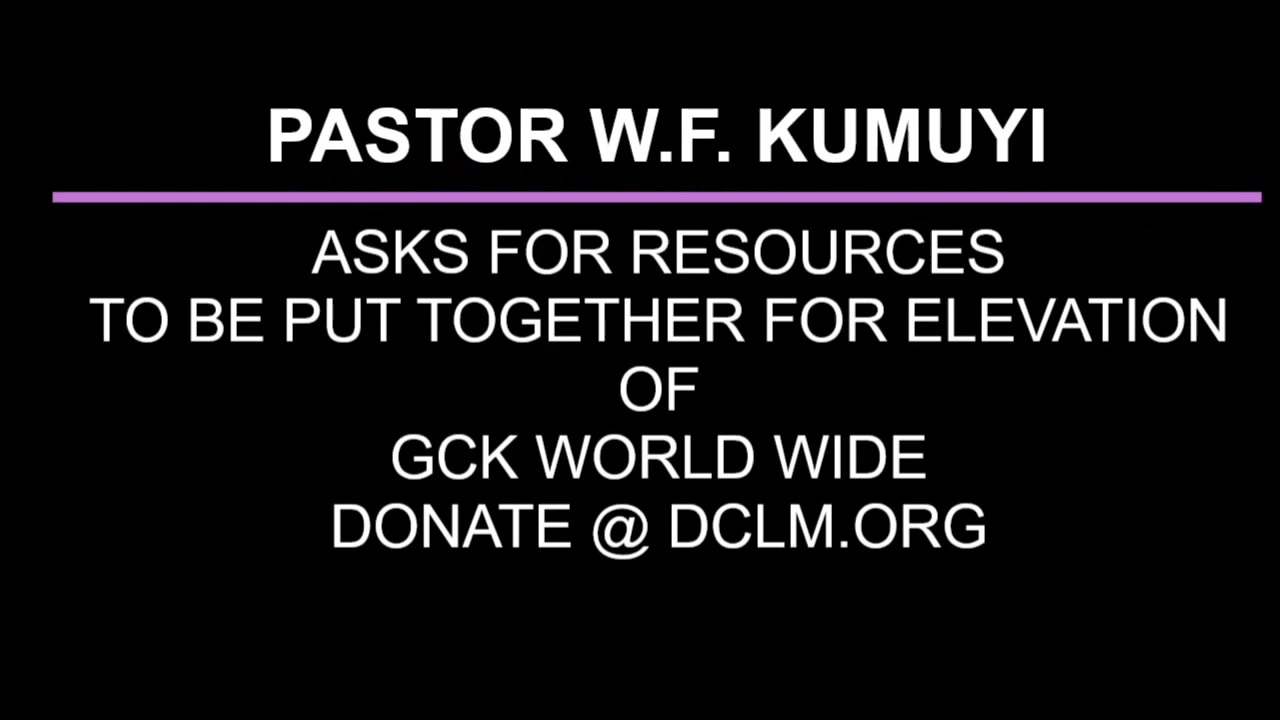 PASTOR W.F. KUMUYI
ASKS FOR RESOURCES
TO BE PUT TOGETHER FOR ELEVATION
OF
GCK WORLD WIDE
DONATE @ DCLM.ORG